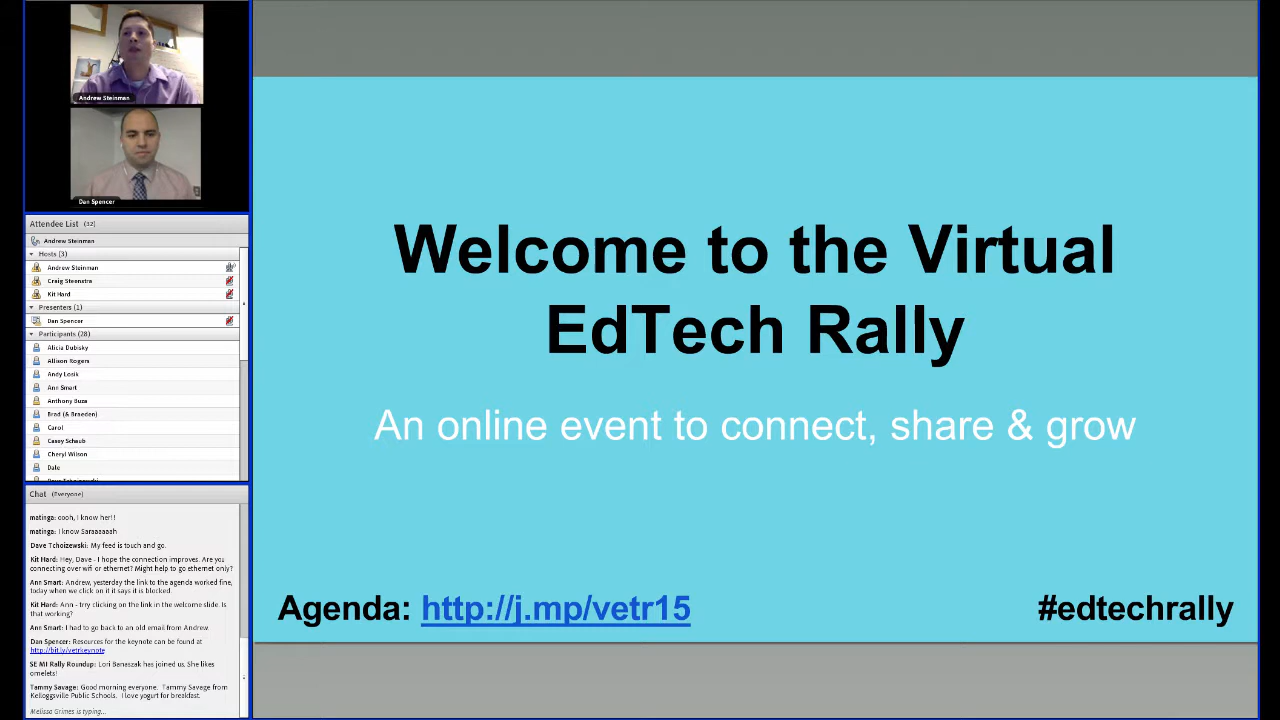 Andrew Steinman
Dan Spencer
Attendee List (32)
Andrew Steinman
Hosts (3)
Andrew Steinman
Craig Steenstra
Kit Hard
Presenters (1)
Dan Spencer
Participants (28)
Alicia Dubisky
Allison Rogers
Andy Losik
Ann Smart
Anthony Buza
Brad (& Braeden)
Carol
Casey Schaub
Cheryl Wilson
Dale
Chat (Everyone)
matinga: oooh, I know her!!
matinga: I know Saraaaaah
Dave Tchoizewski: My feed is touch and go.
Kit Hard: Hey, Dave - I hope the connection improves. Are you
connecting over wifi or ethernet? Might help to go ethernet only?
Ann Smart: Andrew, yesterday the link to the agenda worked fine,
today when we click on it it says it is blocked.
Kit Hard: Ann - try clicking on the link in the welcome slide. Is
that working?
Ann Smart: I had to go back to an old email from Andrew.
Dan Spencer: Resources for the keynote can be found at
http://bit.ly/vetrkeynote
SE MI Rally Roundup: Lori Banaszak has joined us. She likes
omelets!
Tammy Savage: Good morning everyone. Tammy Savage from
Kelloggsville Public Schools. I love yogurt for breakfast.
Melissa Grimes is typing...
Welcome to the Virtual
EdTech Rally
An online event to connect, share & grow
Agenda: http://j.mp/vetr15
#edtechrally